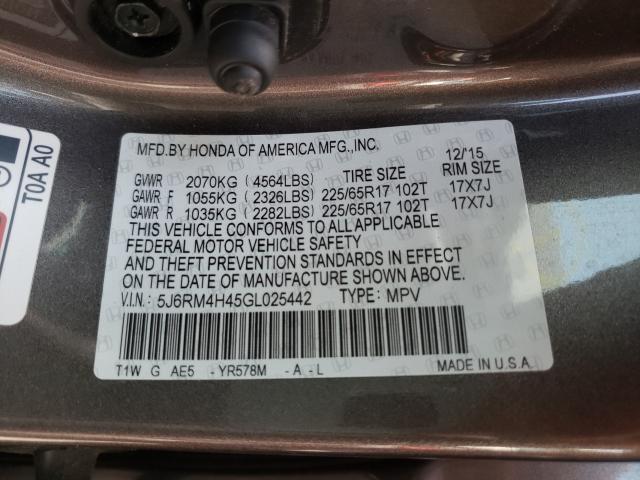 MFD.BY HONDA OF AMERICA MFG.,INC. 12/'15
GVWR 2070KG ( 4564LBS) TIRE SIZE RIM SIZE
GAWR F 1055KG ( 2326LBS) 225/65R17 102T 17X7J
GAWR R 1035KG ( 2282LBS) 225/65R17 102T 17X7J
THIS VEHICLE CONFORMS TO ALL APPLICABLE
FEDERAL MOTOR VEHICLE SAFETY
AND THEFT PREVENTION STANDARDS IN EFFECT
ON THE DATE OF MANUFACTURE SHOWN ABOVE.
V.I.N: 5J6RM4H45GL025442 TYPE: MPV
T1W G AE5 - YR578M - A - L MADE IN U.S.A.
T0A A0